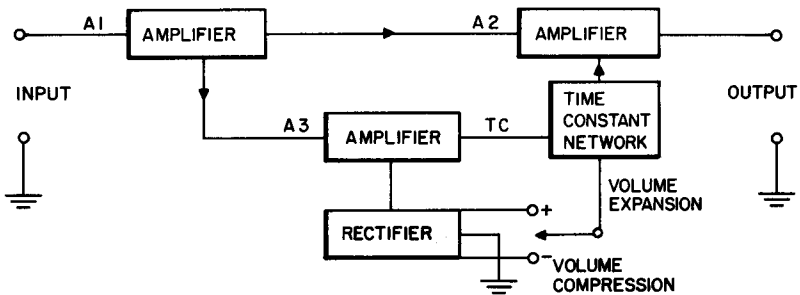 A1
AMPLIFIER
A2
AMPLIFIER
INPUT
A3
AMPLIFIER
TC
TIME
CONSTANT
NETWORK
OUTPUT
VOLUME
EXPANSION
RECTIFIER
+
-
VOLUME
COMPRESSION